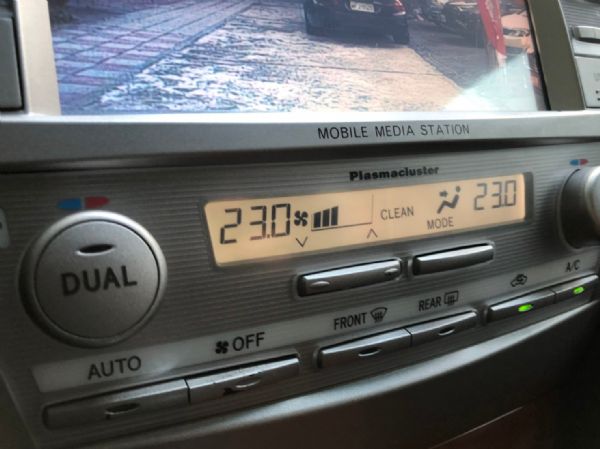 MOBILE MEDIA STATION
Plasmacluster
23.0 CLEAN MODE 23.0
DUAL
AUTO
OFF
FRONT
REAR
A/C